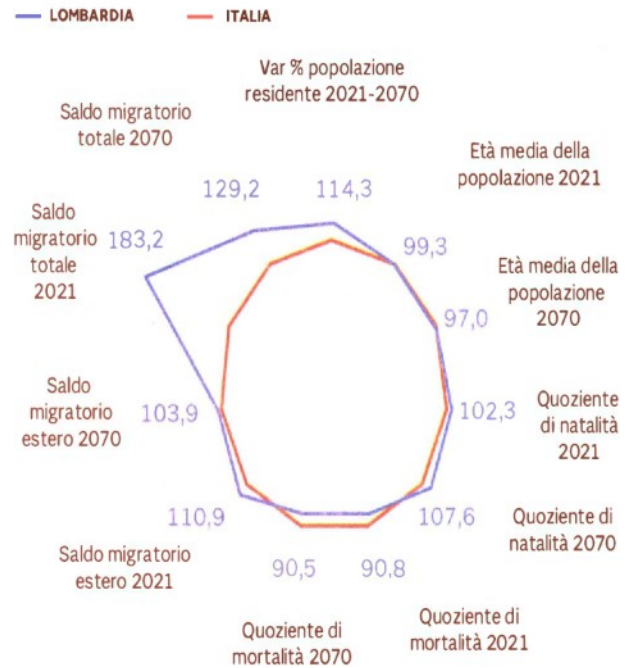 LOMBARDIA ITALIA
Var % popolazione
residente 2021-2070
114,3
Età media della
popolazione 2021
99,3
Età media della
popolazione
2070
97,0
Quoziente
di natalità
2021
102,3
Quoziente di
natalità 2070
107,6
Quoziente di
mortalità 2021
90,8
Quoziente di
mortalità 2070
90,5
Saldo migratorio
estero 2021
110,9
Saldo
migratorio
estero 2070
103,9
Saldo
migratorio
totale
2021
183,2
Saldo migratorio
totale 2070
129,2